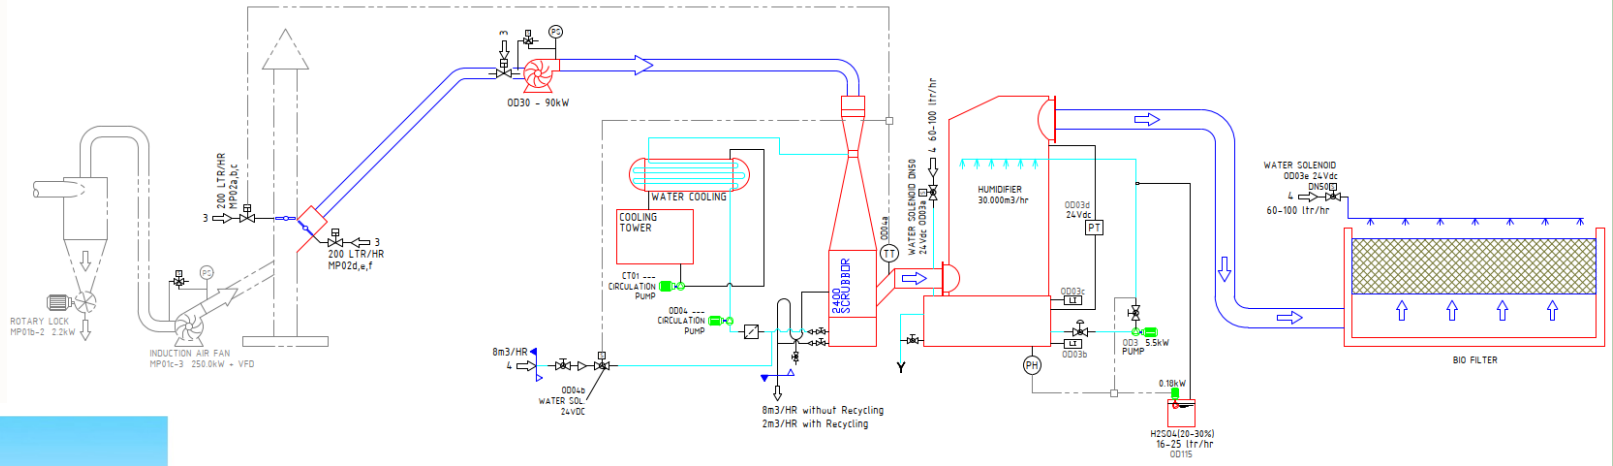 3
PG
OD30 - 90kW
200 LTR/HR
MP02a,b,c
3
3
200 LTR/HR
MP02d,e,f
PG
ROTARY LOCK
MP01b-2 2.2kW
INDUCTION AIR FAN
MP01c-3 250.0kW + VFD
WATER COOLING
COOLING
TOWER
CT01 ---
CIRCULATION
PUMP
OD04 ---
CIRCULATION
PUMP
8m3/HR
4
OD04b
WATER SOL.
24VDC
2400
SCRUBBOR
8m3/HR without Recycling
2m3/HR with Recycling
OD04a
TT
4 60-100 ltr/hr
WATER SOLENOID DN50
24Vdc OD03a
HUMIDIFIER
30.000m3/hr
OD03d
24Vdc
PT
OD03c
LT
LT
OD03b
PH
OD3 5.5kW
PUMP
0.18kW
H2SO4(20-30%)
16-25 ltr/hr
OD115
WATER SOLENOID
OD03e 24Vdc
DN50
4
60-100 ltr/hr
BIO FILTER